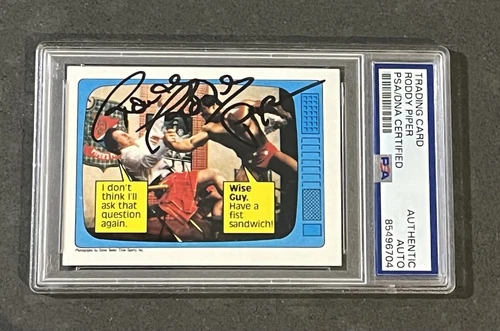 I don't
think I'll
ask that
question
again.
Wise
Guy.
Have a
fist
sandwich!
TRADING CARD
RODDY PIPER
PSA/DNA CERTIFIED
PSA
AUTHENTIC
AUTO
85496704